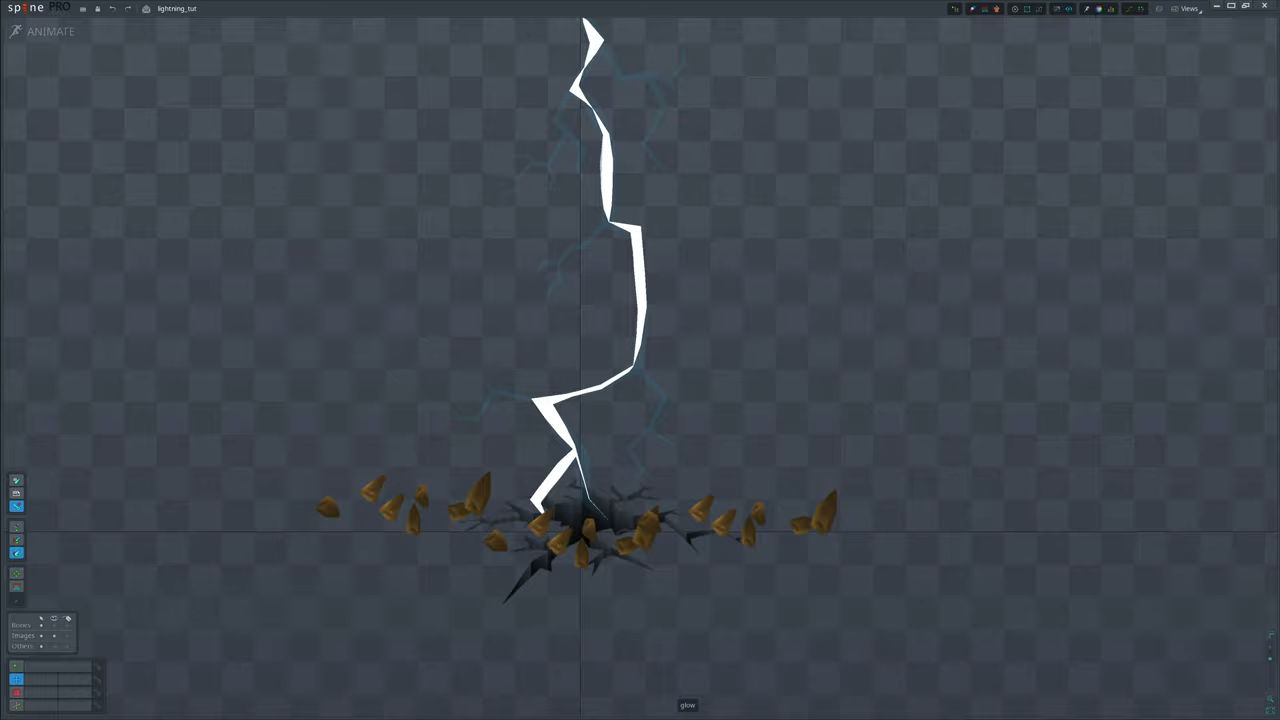 spine PRO
lightning_tut
Views
ANIMATE
Bones
Images
Others
glow